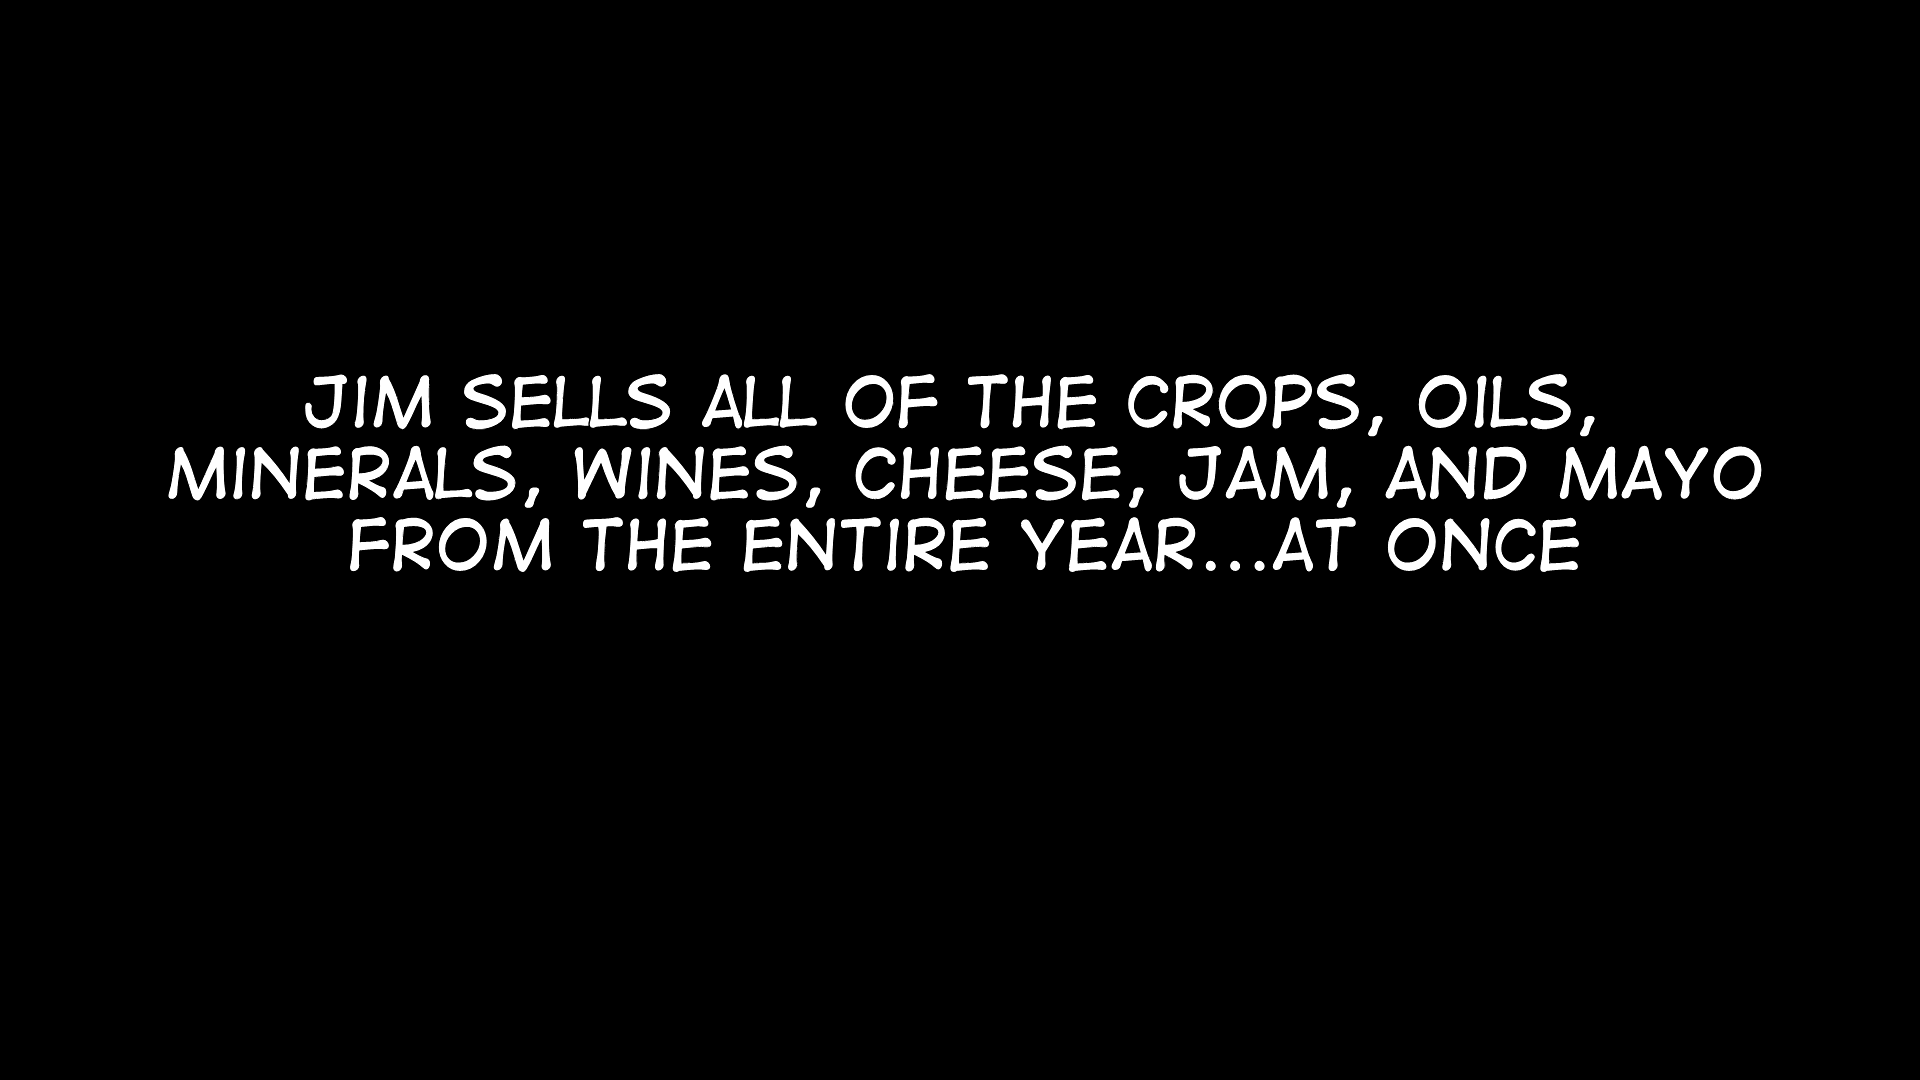 JIM SELLS ALL OF THE CROPS, OILS,
MINERALS, WINES, CHEESE, JAM, AND MAYO
FROM THE ENTIRE YEAR...AT ONCE